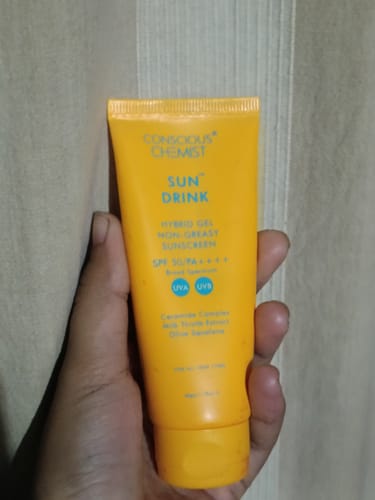 CONSCIOUS
CHEMIST
SUN™
DRINK
HYBRID GEL
NON-GREASY
SUNSCREEN
SPF 50/PA++++
Broad Spectrum
UVA UVB
Ceramide Complex
Milk Thistle Extract
Olive Squalane